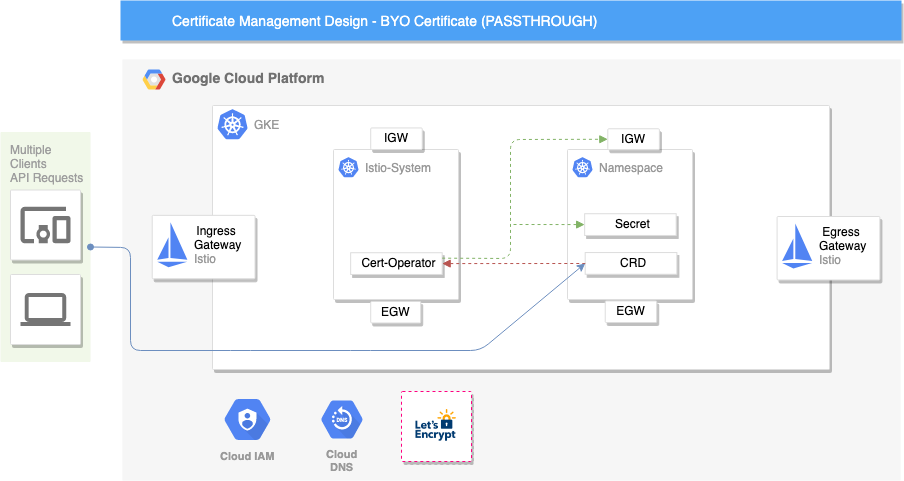 Certificate Management Design - BYO Certificate (PASSTHROUGH)
Google Cloud Platform
GKE
IGW
IGW
Multiple
Clients
API Requests
Istio-System
Namespace
Ingress
Gateway
Istio
Secret
Egress
Gateway
Istio
Cert-Operator
CRD
EGW
EGW
Cloud IAM
DNS
Cloud
DNS
Let's
Encrypt